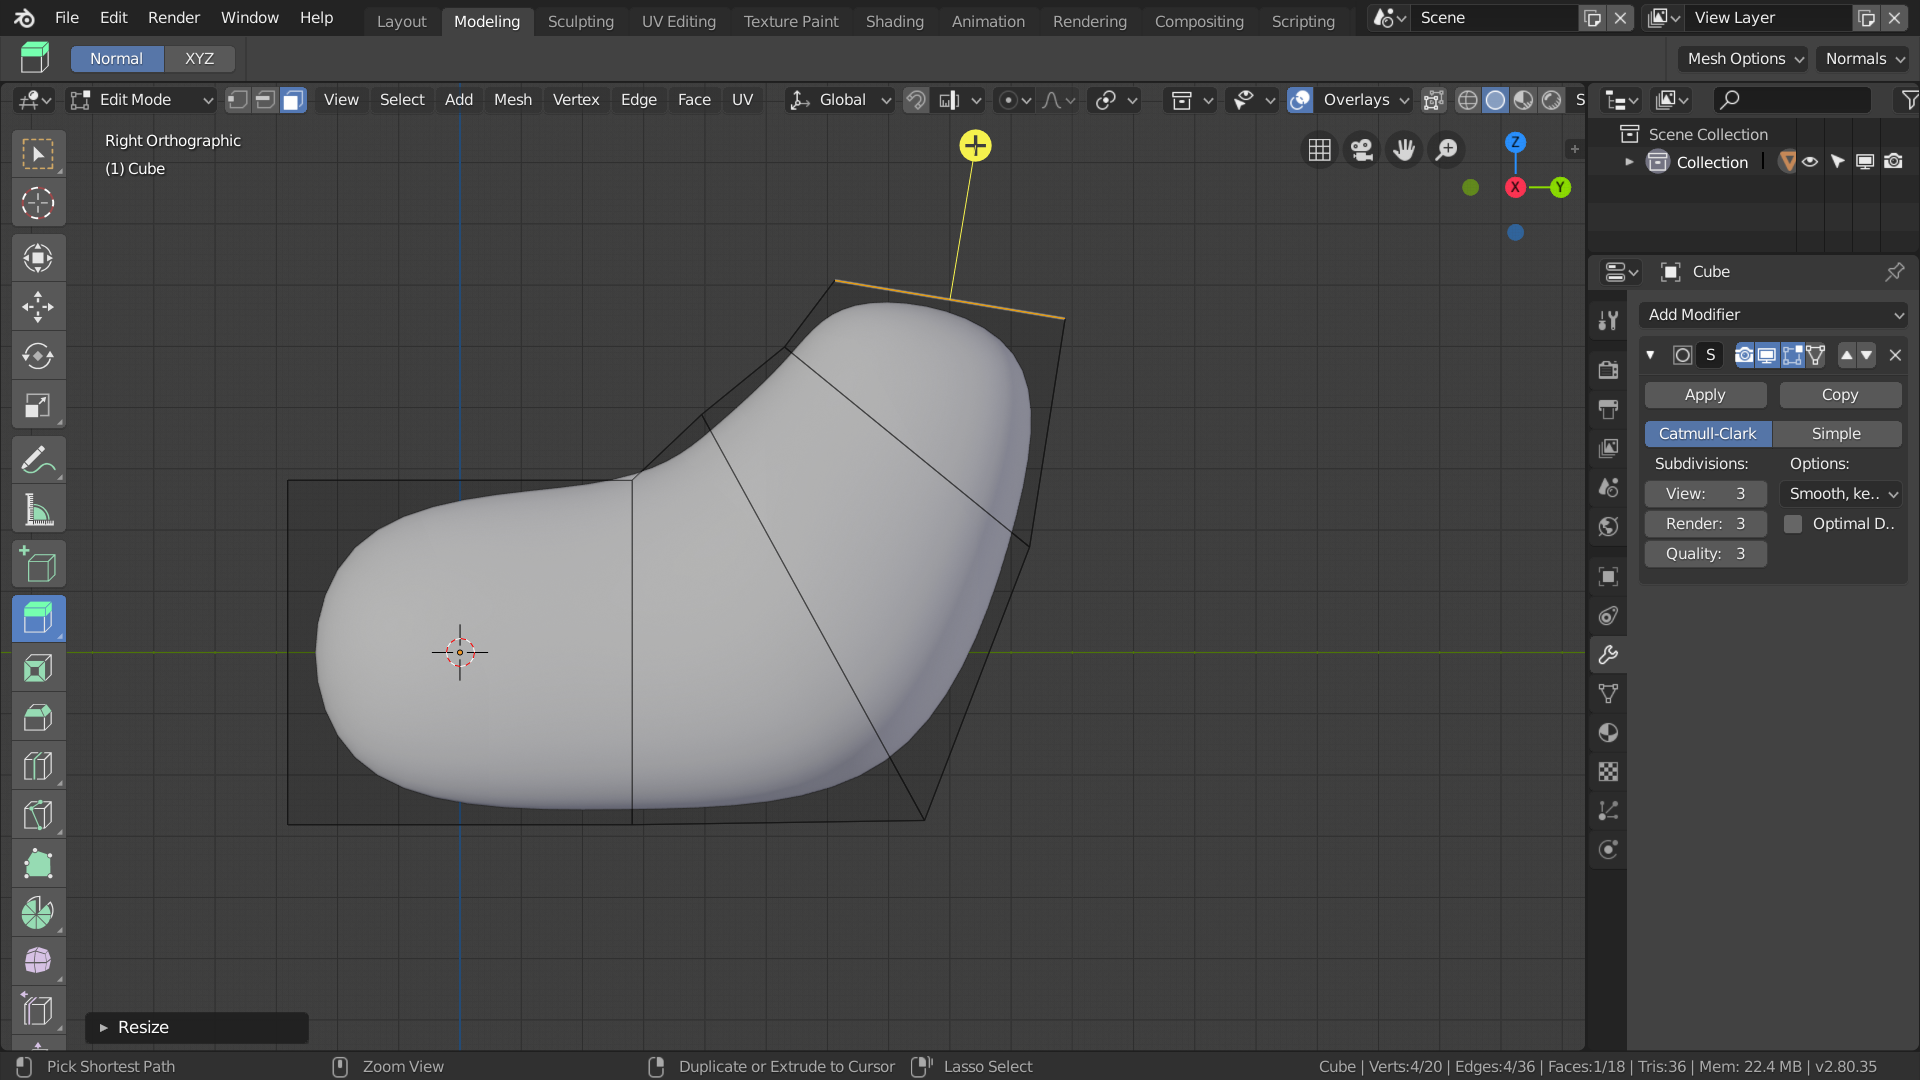 File Edit Render Window Help Layout Modeling Sculpting UV Editing Texture Paint Shading Animation Rendering Compositing Scripting Scene View Layer
Normal XYZ Mesh Options Normals
Edit Mode View Select Add Mesh Vertex Edge Face UV Global Overlays S
Right Orthographic
(1) Cube
Z
X
Y
Scene Collection
Collection
Cube
Add Modifier
S
Apply Copy
Catmull-Clark Simple
Subdivisions: Options:
View: 3 Smooth, ke..
Render: 3 Optimal D..
Quality: 3
Resize
Pick Shortest Path Zoom View Duplicate or Extrude to Cursor Lasso Select Cube | Verts:4/20 | Edges:4/36 | Faces:1/18 | Tris:36 | Mem: 22.4 MB | v2.80.35